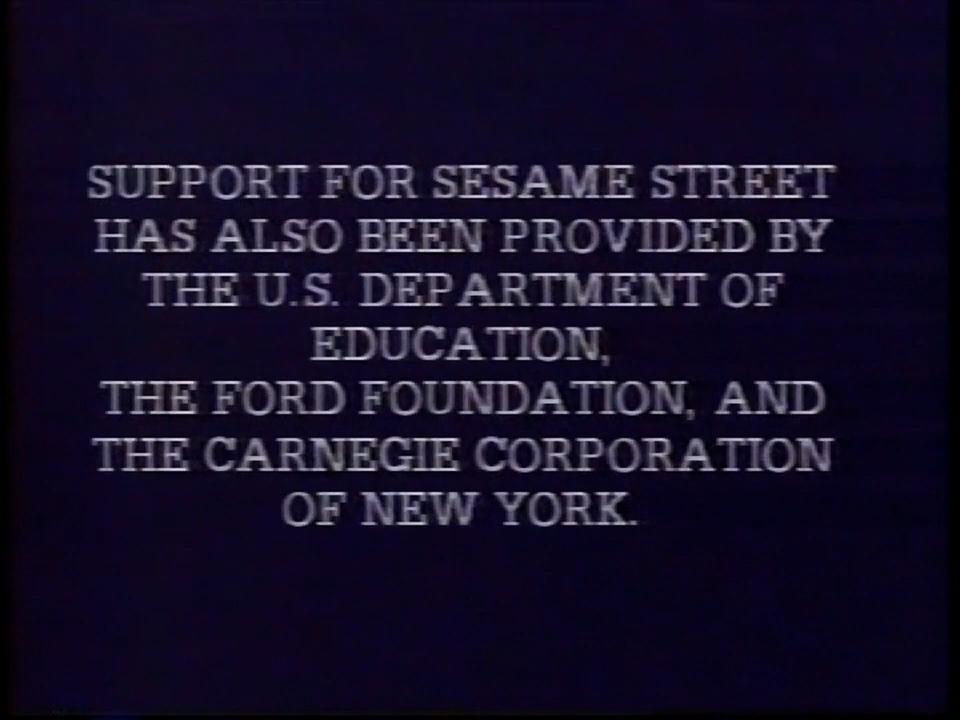 SUPPORT FOR SESAME STREET
HAS ALSO BEEN PROVIDED BY
THE U.S. DEPARTMENT OF
EDUCATION,
THE FORD FOUNDATION, AND
THE CARNEGIE CORPORATION
OF NEW YORK.